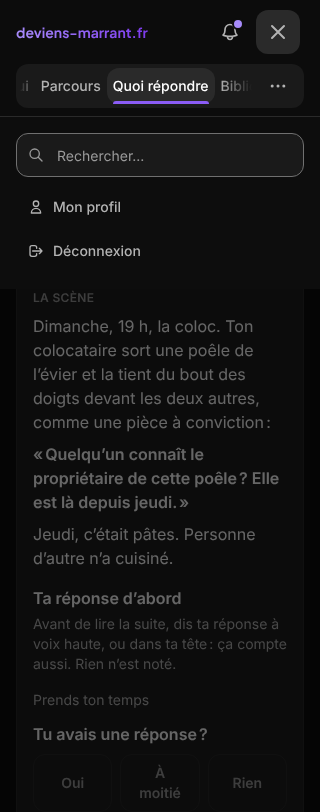 deviens-marrant.fr
Parcours Quoi répondre
Rechercher...
Mon profil
Déconnexion
LA SCÈNE
Dimanche, 19 h, la coloc. Ton
colocataire sort une poêle de
l’évier et la tient du bout des
doigts devant les deux autres,
comme une pièce à conviction :
« Quelqu’un connaît le
propriétaire de cette poêle ? Elle
est là depuis jeudi. »
Jeudi, c’était pâtes. Personne
d’autre n’a cuisiné.
Ta réponse d’abord
Avant de lire la suite, dis ta réponse à
voix haute, ou dans ta tête : ça compte
aussi. Rien n’est noté.
Prends ton temps
Tu avais une réponse ?
Oui
À
moitié
Rien